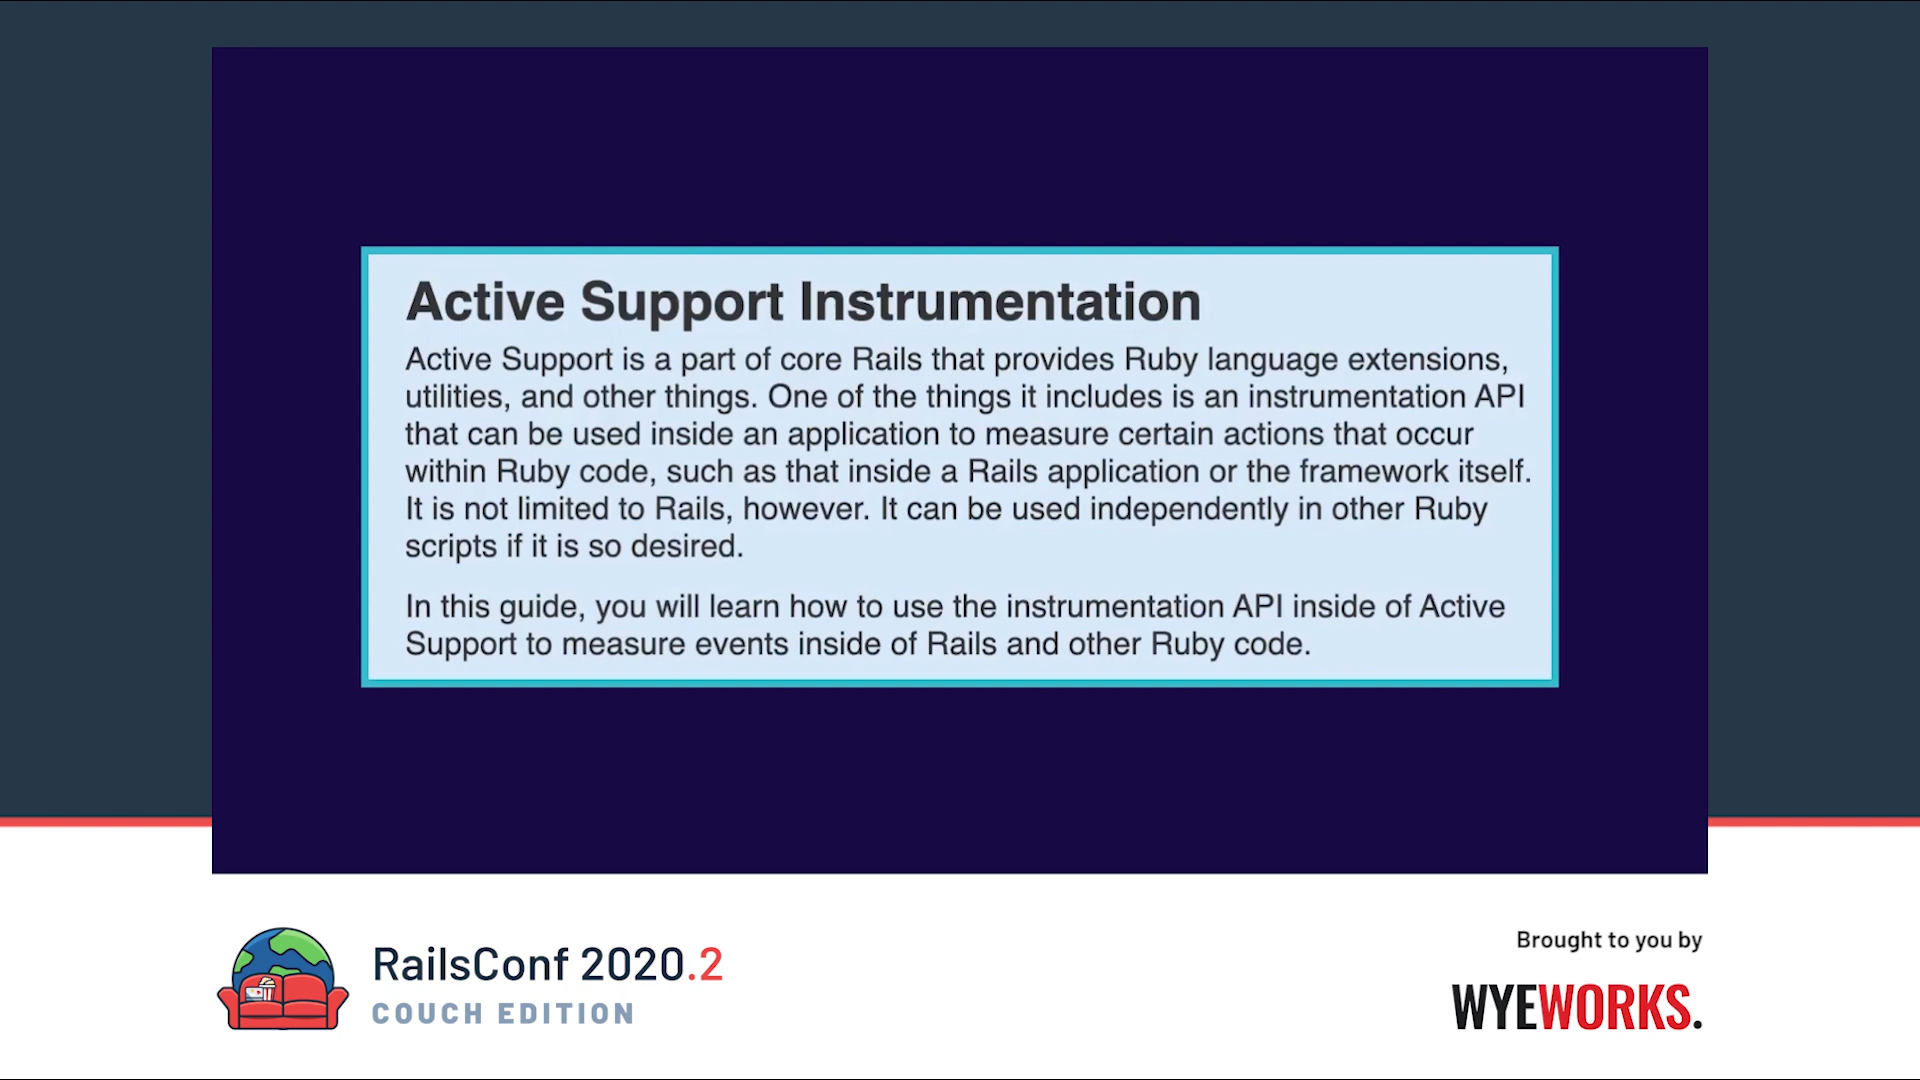 Active Support Instrumentation
Active Support is a part of core Rails that provides Ruby language extensions,
utilities, and other things. One of the things it includes is an instrumentation API
that can be used inside an application to measure certain actions that occur
within Ruby code, such as that inside a Rails application or the framework itself.
It is not limited to Rails, however. It can be used independently in other Ruby
scripts if it is so desired.
In this guide, you will learn how to use the instrumentation API inside of Active
Support to measure events inside of Rails and other Ruby code.
RailsConf 2020.2
COUCH EDITION
Brought to you by
WYEWORKS.